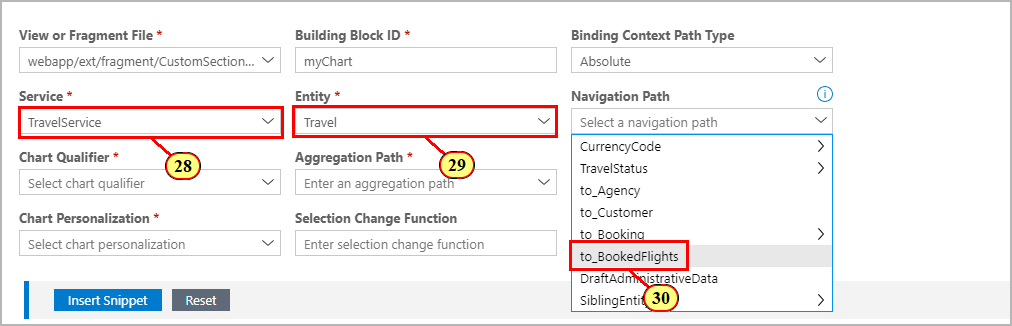 View or Fragment File *
Building Block ID *
Binding Context Path Type
webapp/ext/fragment/CustomSection...
myChart
Absolute
Service *
Entity *
Navigation Path
TravelService
Travel
Select a navigation path
28
29
CurrencyCode
TravelStatus
to_Agency
to_Customer
to_Booking
to_BookedFlights
DraftAdministrativeData
SiblingEntity
30
Chart Qualifier *
Aggregation Path *
Select chart qualifier
Enter an aggregation path
Chart Personalization *
Selection Change Function
Select chart personalization
Enter selection change function
Insert Snippet
Reset